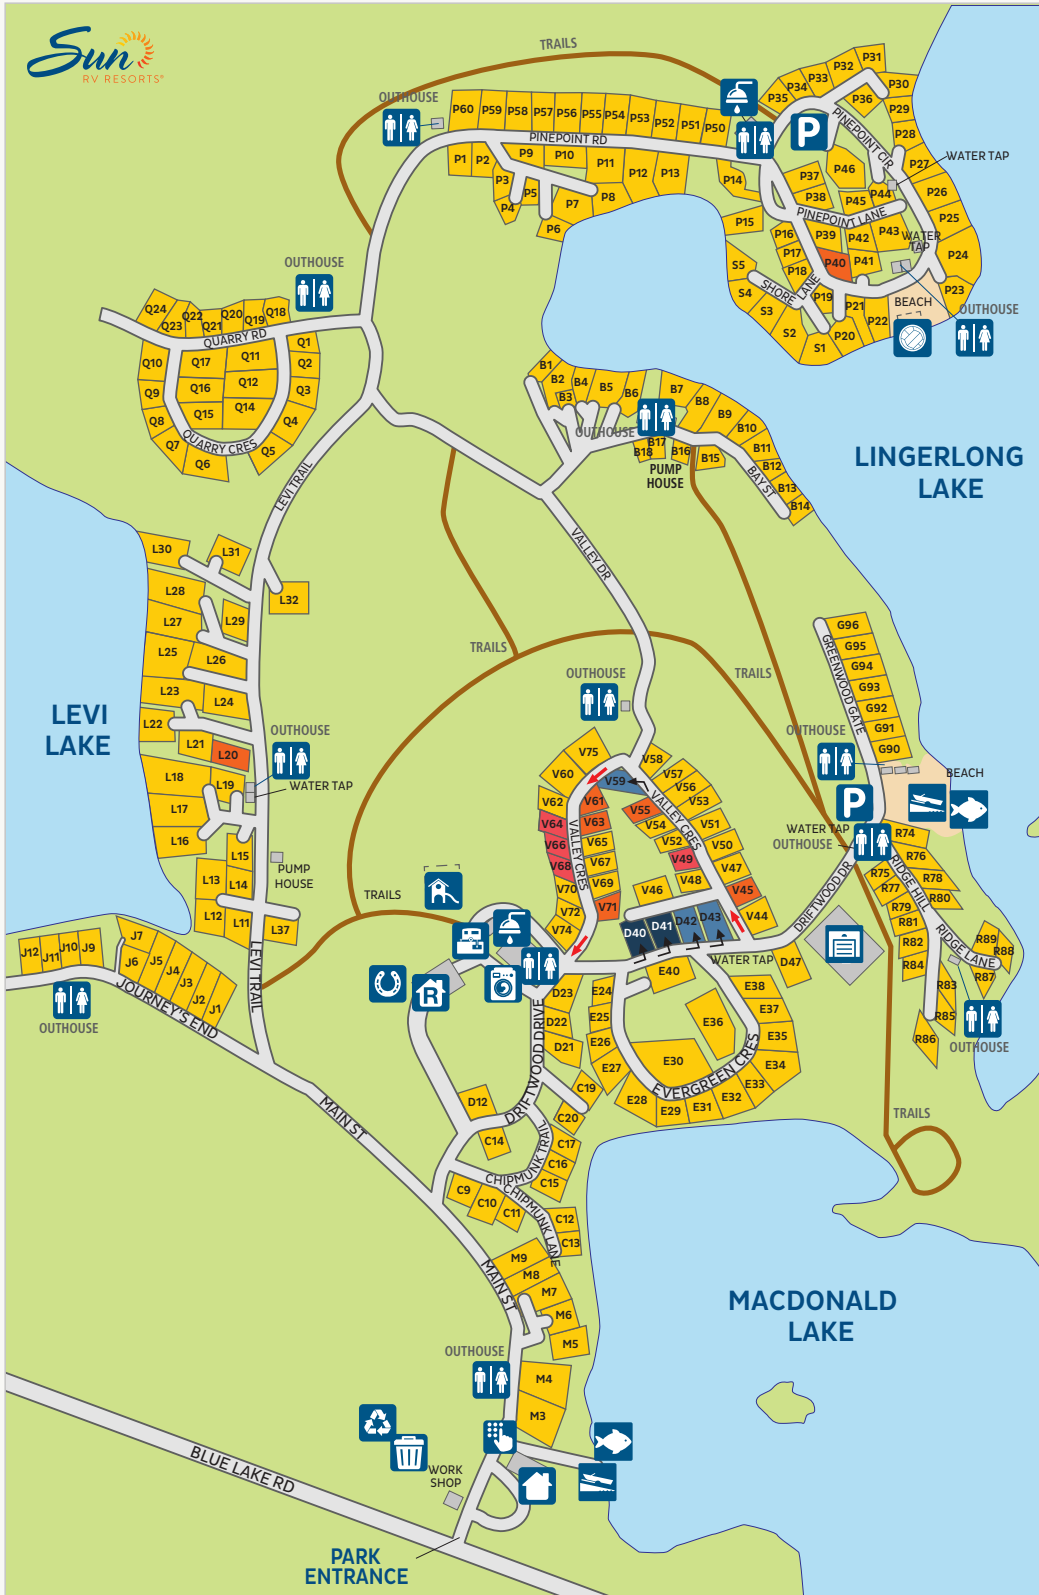 Sun
RV RESORTS®
TRAILS
OUTHOUSE
P60
P59
P58
P57
P56
P55
P54
P53
P52
P51
P50
PINEPOINT RD
P1
P2
P3
P4
P5
P9
P10
P11
P12
P13
P14
P7
P8
P6
P35
P34
P33
P32
P31
P30
P36
P29
P28
P27
P
PINEPOINT CIR
WATER TAP
P46
P37
P38
P45
P44
P26
P25
P15
PINEPOINT LANE
P16
P17
P18
P39
P42
P43
WATER
TAP
P40
P41
P24
P23
S5
S4
S3
S2
S1
SHORE LANE
P19
P20
P21
P22
BEACH
OUTHOUSE
OUTHOUSE
Q24
Q23
Q22
Q21
Q20
Q19
Q18
QUARRY RD
Q1
Q2
Q3
Q4
Q5
Q6
Q7
Q8
Q9
Q10
Q17
Q11
Q16
Q12
Q15
Q14
QUARRY CRES
B1
B2
B3
B4
B5
B6
B7
B8
B9
B10
B11
B12
B13
B14
OUTHOUSE
B18
B17
B16
B15
PUMP
HOUSE
BAY ST
LINGERLONG
LAKE
LEVI TRAIL
VALLEY DR
L30
L31
L28
L32
L27
L29
L25
L26
L23
L24
L22
L21
L20
L18
L19
L17
L16
L15
L13
L14
L12
L11
L37
LEVI
LAKE
OUTHOUSE
WATER TAP
PUMP
HOUSE
LEVI TRAIL
TRAILS
TRAILS
OUTHOUSE
G96
G95
G94
G93
G92
G91
G90
GREENWOOD GATE
OUTHOUSE
BEACH
P
WATER TAP
OUTHOUSE
V75
V60
V62
V64
V66
V68
V70
V72
V74
V59
V61
V63
V65
V67
V69
V71
V58
V57
V56
V53
V55
V54
V52
V51
V50
V49
V48
V47
V46
V45
V44
VALLEY CRES
VALLEY CRES
D40
D41
D42
D43
WATER TAP
D47
DRIFTWOOD DR
R74
R76
R75
R77
R78
R79
R80
R81
R82
R84
R83
R85
R86
R89
R88
R87
RIDGE HILL
RIDGE LANE
OUTHOUSE
TRAILS
R
J12
J11
J10
J9
J7
J6
J5
J4
J3
J2
J1
OUTHOUSE
JOURNEY'S END
E40
E24
E25
E26
E27
E28
E29
E30
E31
E32
E33
E34
E35
E36
E37
E38
EVERGREEN CRES
D23
D22
D21
DRIFTWOOD DRIVE
D12
C14
C19
C20
C17
C16
C15
CHIPMUNK TRAIL
CHIPMUNK LANE
C9
C10
C11
C12
C13
MAIN ST
MAIN ST
TRAILS
M9
M8
M7
M6
M5
M4
M3
OUTHOUSE
MACDONALD
LAKE
WORK
SHOP
BLUE LAKE RD
PARK
ENTRANCE